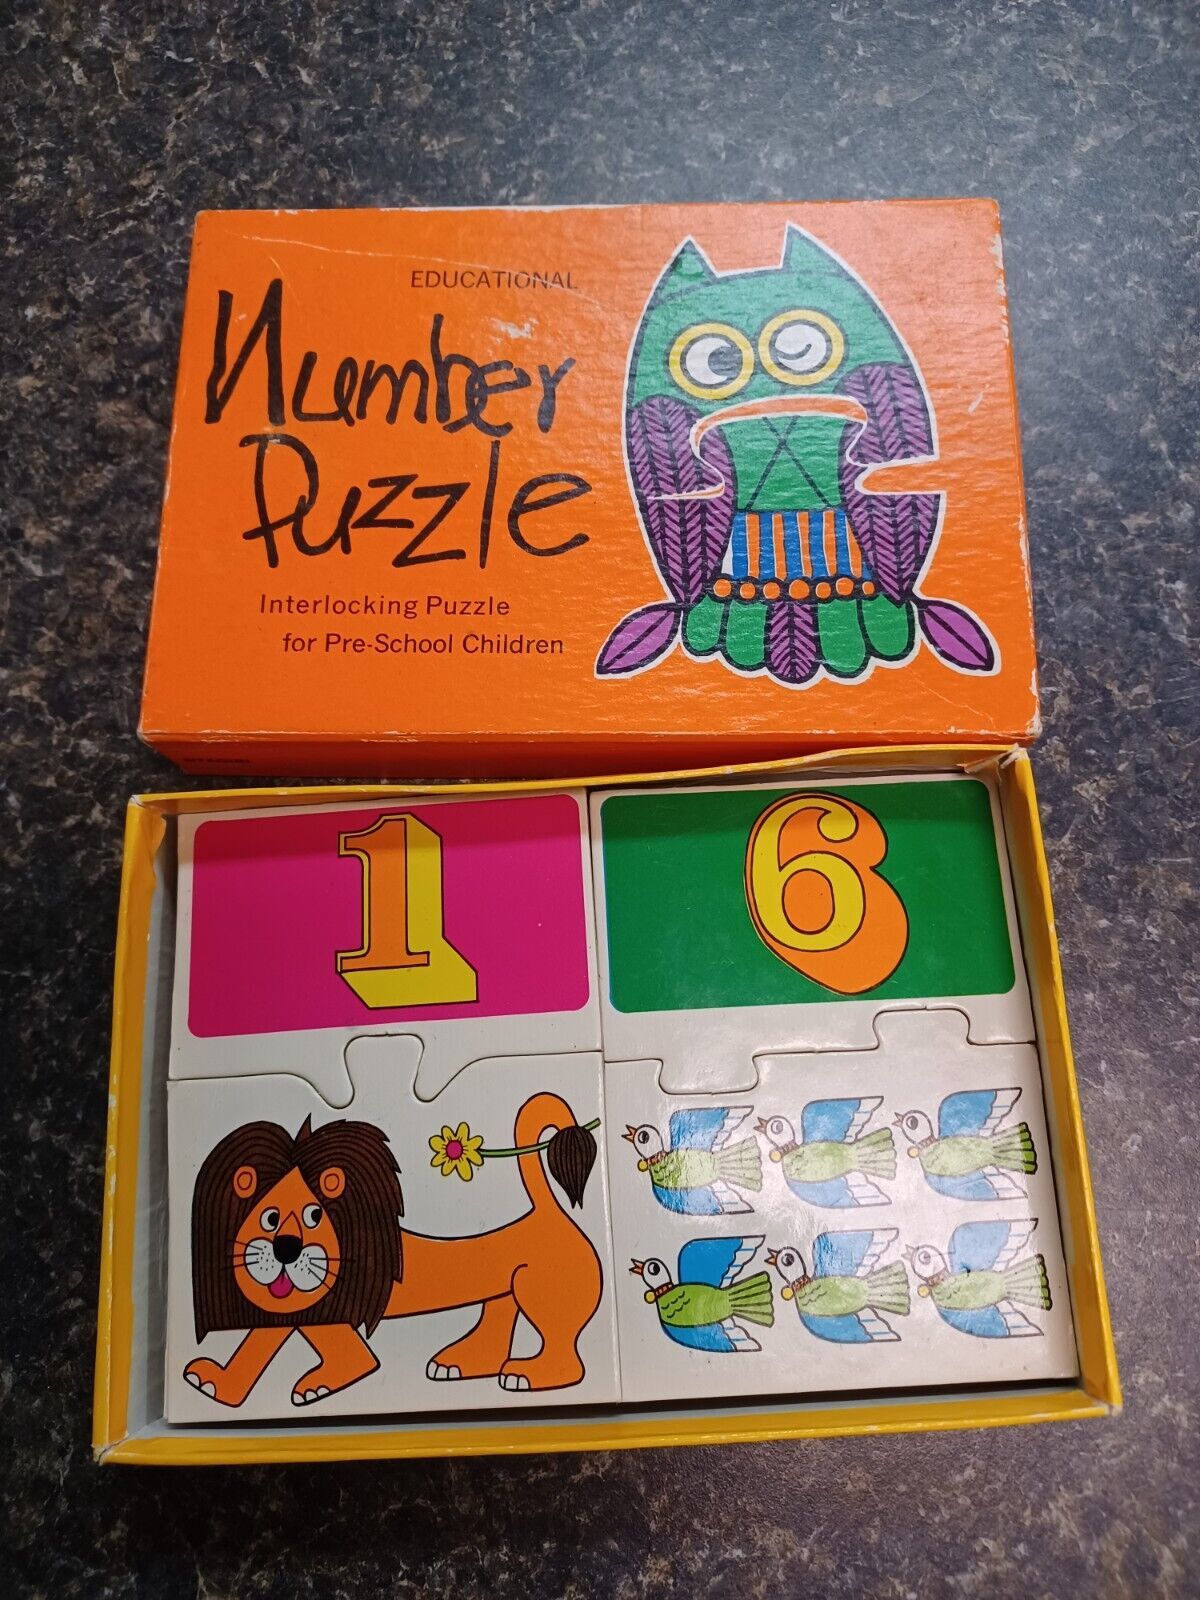 EDUCATIONAL
Number
Puzzle
Interlocking Puzzle
for Pre-School Children
1
6